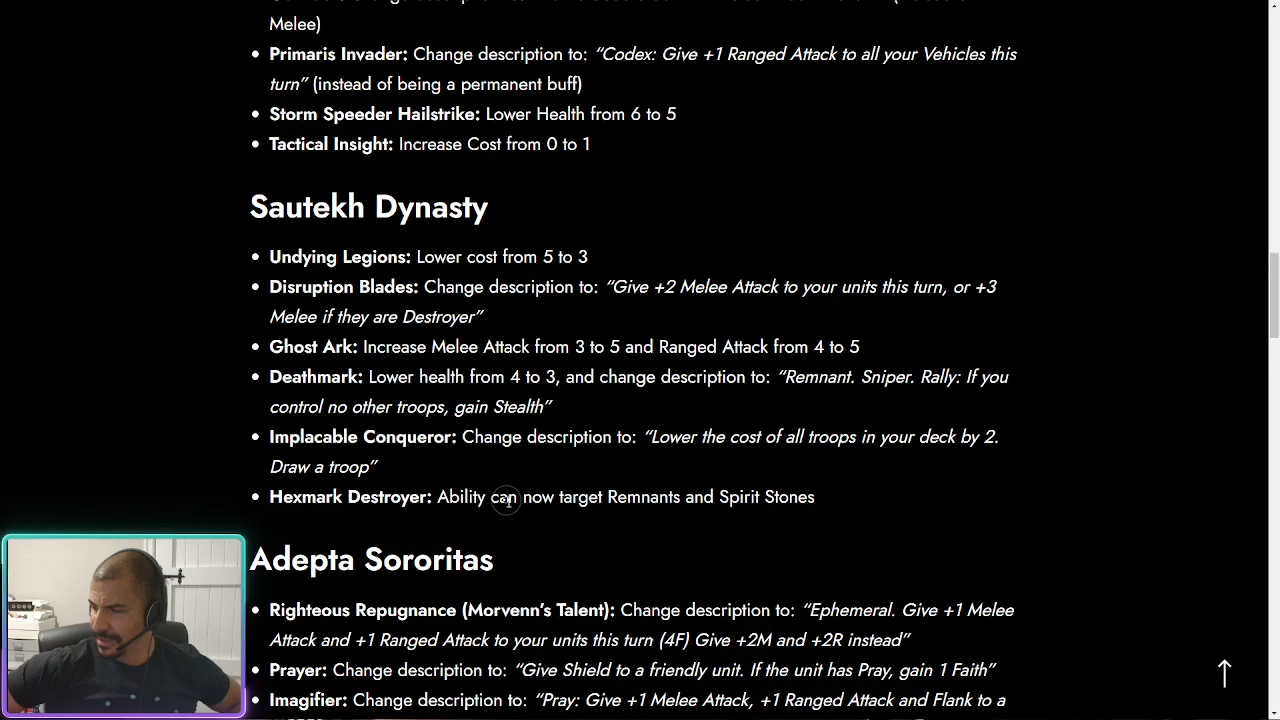 Melee)
• Primaris Invader: Change description to: “Codex: Give +1 Ranged Attack to all your Vehicles this
turn” (instead of being a permanent buff)
• Storm Speeder Hailstrike: Lower Health from 6 to 5
• Tactical Insight: Increase Cost from 0 to 1
Sautekh Dynasty
• Undying Legions: Lower cost from 5 to 3
• Disruption Blades: Change description to: “Give +2 Melee Attack to your units this turn, or +3
Melee if they are Destroyer”
• Ghost Ark: Increase Melee Attack from 3 to 5 and Ranged Attack from 4 to 5
• Deathmark: Lower health from 4 to 3, and change description to: “Remnant. Sniper. Rally: If you
control no other troops, gain Stealth”
• Implacable Conqueror: Change description to: “Lower the cost of all troops in your deck by 2.
Draw a troop”
• Hexmark Destroyer: Ability can now target Remnants and Spirit Stones
Adepta Sororitas
• Righteous Repugnance (Morvenn’s Talent): Change description to: “Ephemeral. Give +1 Melee
Attack and +1 Ranged Attack to your units this turn (4F) Give +2M and +2R instead”
• Prayer: Change description to: “Give Shield to a friendly unit. If the unit has Pray, gain 1 Faith”
• Imagifier: Change description to: “Pray: Give +1 Melee Attack, +1 Ranged Attack and Flank to a